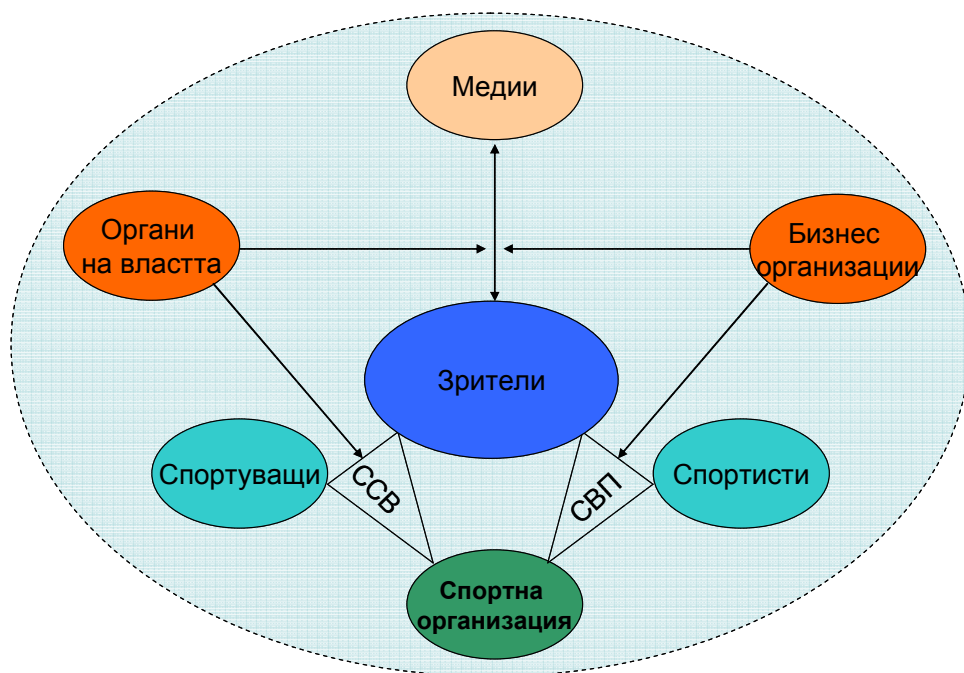 Медии
Органи
на властта
Бизнес
организации
Зрители
Спортуващи
ССВ
СВП
Спортисти
Спортна
организация